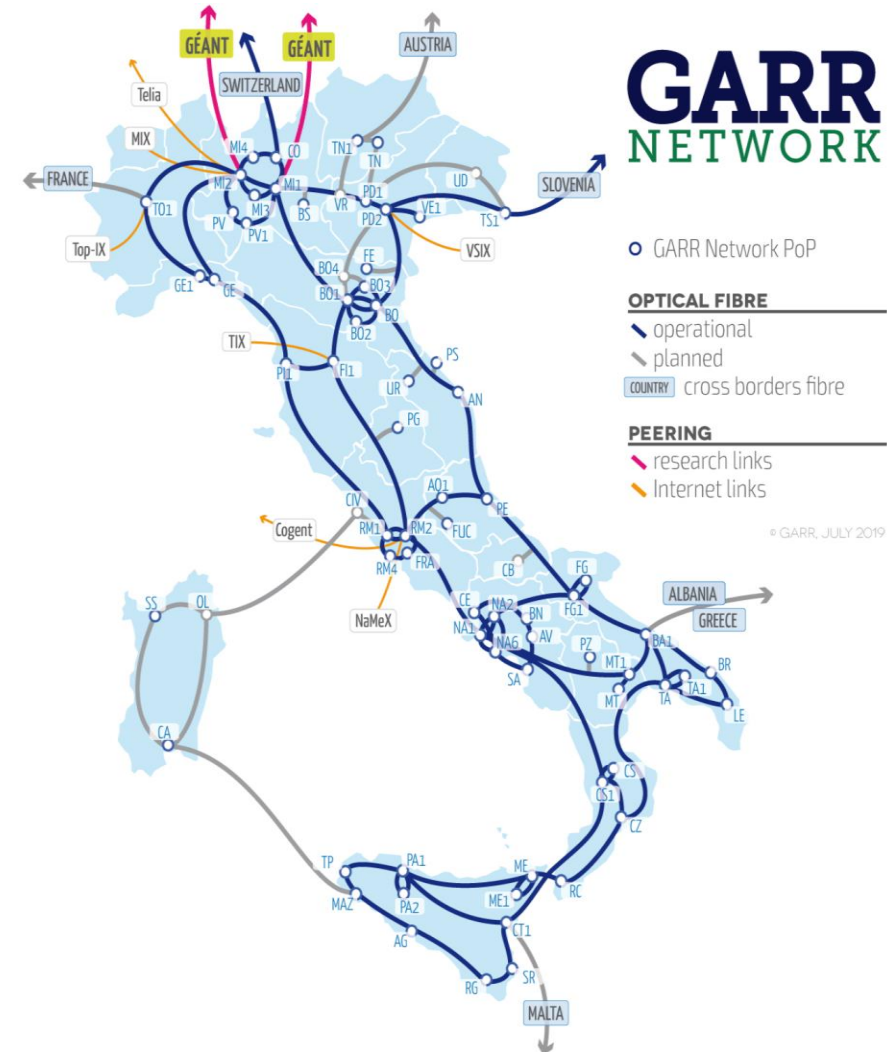 GÉANT
GÉANT
AUSTRIA
SWITZERLAND
Telia
MIX
MI4
CO
TN1
TN
FRANCE
MI2
MI1
UD
SLOVENIA
TO1
MI3
BS
VR
PD1
PD2
VE1
TS1
PV
PV1
Top-IX
VSIX
FE
BO4
BO3
GE1
GE
BO1
BO
BO2
TIX
PI1
FI1
PS
UR
AN
PG
CIV
AQ1
PE
Cogent
RM1
RM2
FUC
RM4
FRA
CB
NaMeX
FG
FG1
ALBANIA
GREECE
SS
OL
CE
NA2
BN
NA1
NA6
AV
PZ
BA1
SA
MT1
MT
BR
TA
TA1
LE
CA
CS
CS1
CZ
TP
PA1
ME
RC
MAZ
PA2
ME1
CT1
AG
RG
SR
MALTA
GARR
NETWORK
GARR Network PoP
OPTICAL FIBRE
operational
planned
COUNTRY cross borders fibre
PEERING
research links
Internet links
© GARR, JULY 2019